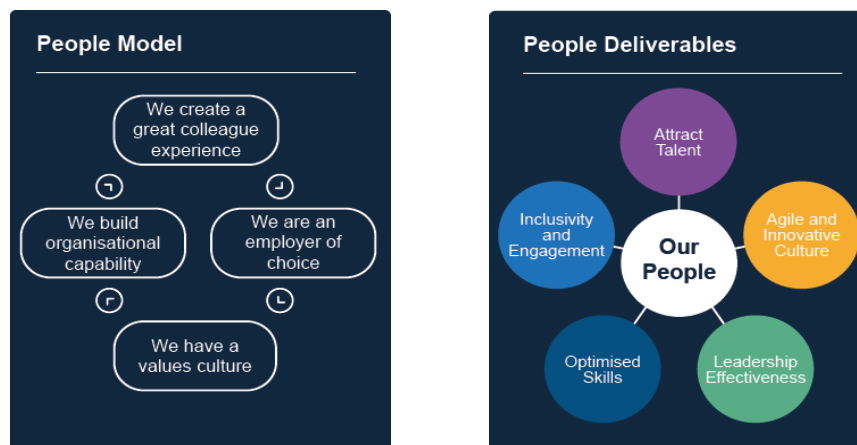 People Model
We create a
great colleague
experience
We build
organisational
capability
We are an
employer of
choice
We have a
values culture
People Deliverables
Attract
Talent
Inclusivity
and
Engagement
Our
People
Agile and
Innovative
Culture
Optimised
Skills
Leadership
Effectiveness